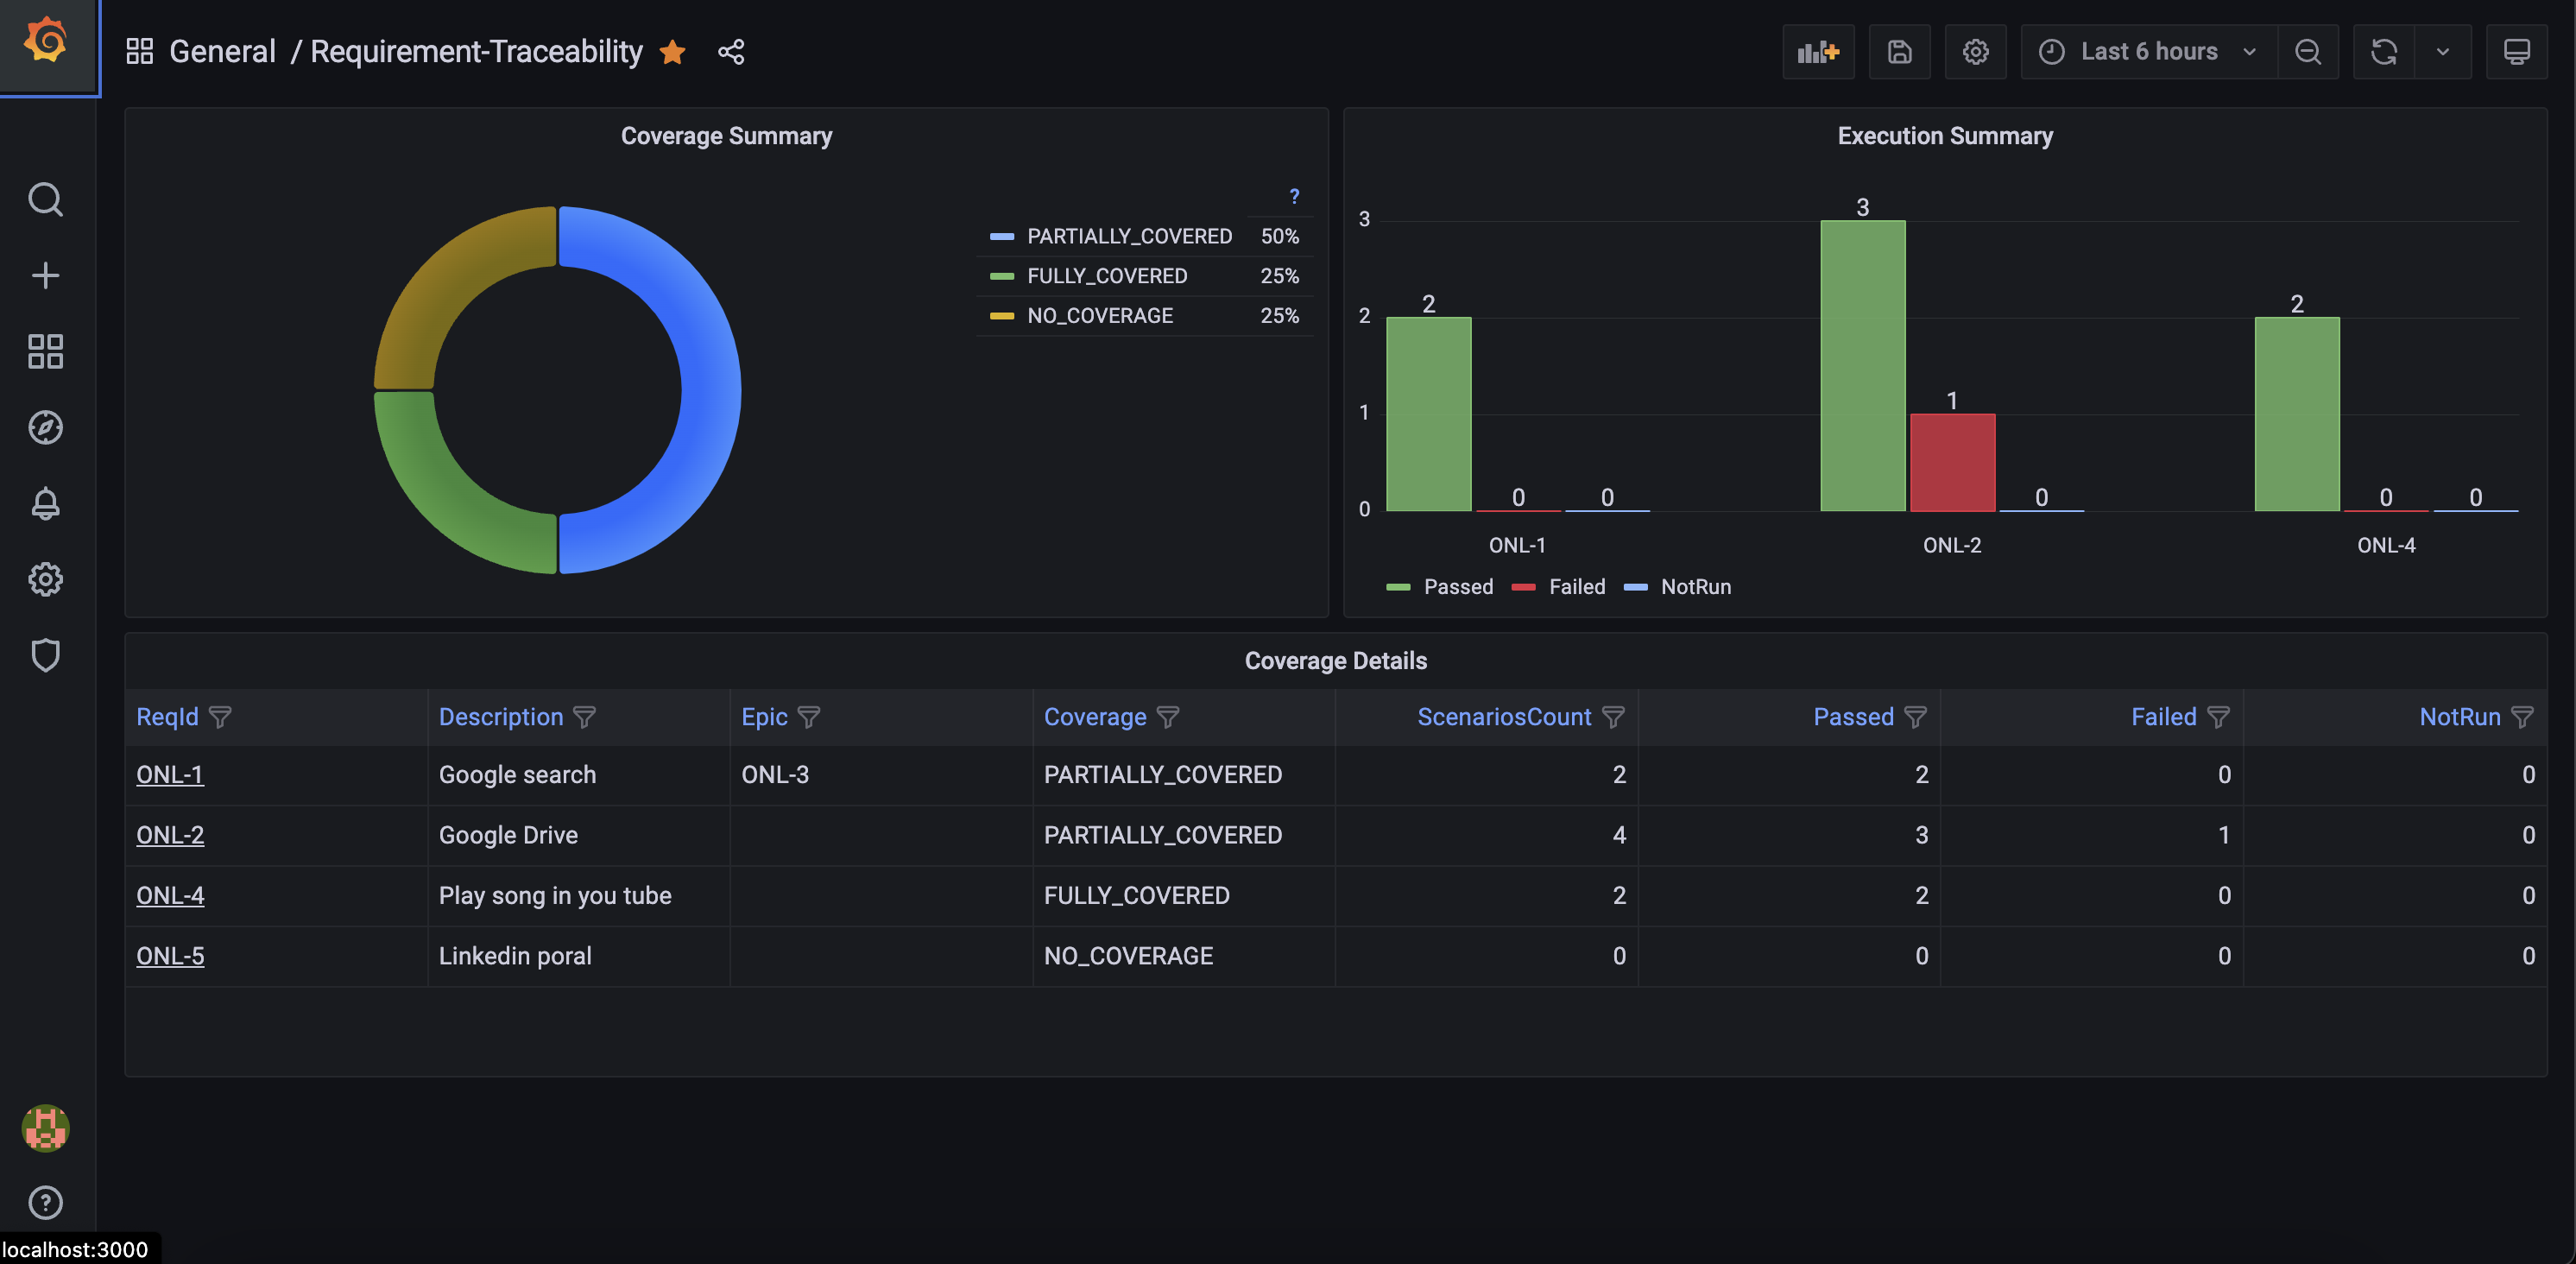 General / Requirement-Traceability
Last 6 hours
Coverage Summary
?
PARTIALLY_COVERED 50%
FULLY_COVERED 25%
NO_COVERAGE 25%
Execution Summary
3
2
1
0
2 0 0
3 1 0
2 0 0
ONL-1 ONL-2 ONL-4
Passed Failed NotRun
Coverage Details
ReqId Description Epic Coverage ScenariosCount Passed Failed NotRun
ONL-1 Google search ONL-3 PARTIALLY_COVERED 2 2 0 0
ONL-2 Google Drive PARTIALLY_COVERED 4 3 1 0
ONL-4 Play song in you tube FULLY_COVERED 2 2 0 0
ONL-5 Linkedin poral NO_COVERAGE 0 0 0 0
localhost:3000